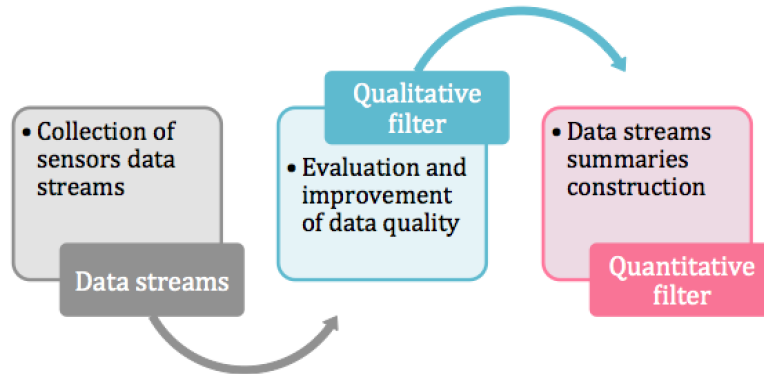 • Collection of
sensors data
streams
Data streams
Qualitative
filter
• Evaluation and
improvement
of data quality
• Data streams
summaries
construction
Quantitative
filter